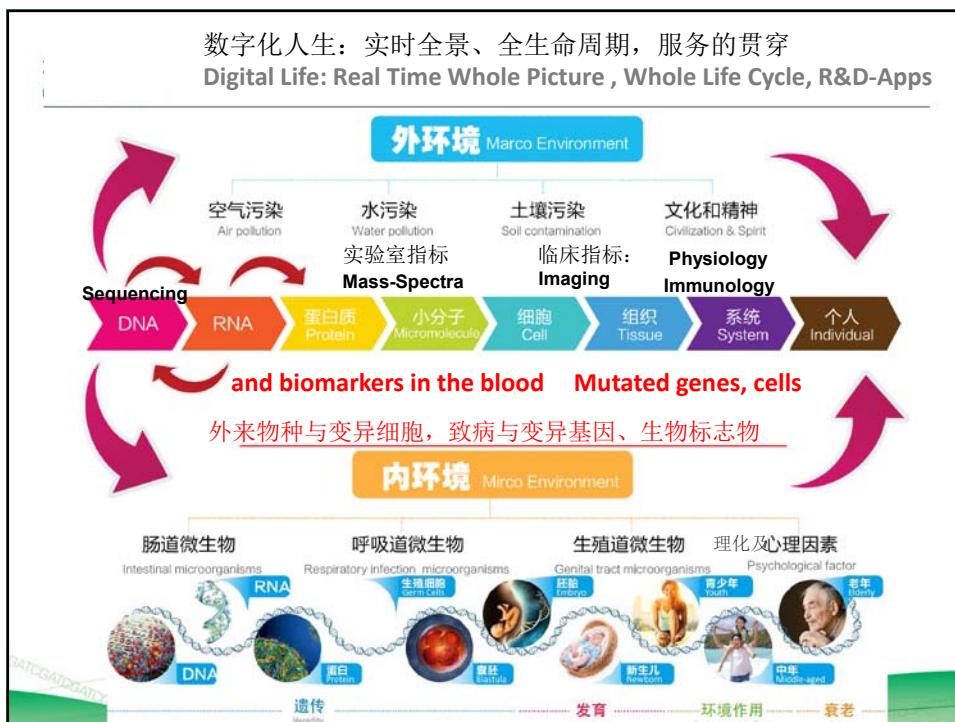 数字化人生：实时全景、全生命周期，服务的贯穿
Digital Life: Real Time Whole Picture , Whole Life Cycle, R&D-Apps
外环境 Marco Environment
空气污染
Air pollution
水污染
Water pollution
土壤污染
Soil contamination
文化和精神
Civilization & Spirit
实验室指标
Mass-Spectra
临床指标：
Imaging
Physiology
Immunology
Sequencing
DNA
RNA
蛋白质
Protein
小分子
Micromolecule
细胞
Cell
组织
Tissue
系统
System
个人
Individual
and biomarkers in the blood Mutated genes, cells
外来物种与变异细胞，致病与变异基因、生物标志物
内环境 Mirco Environment
肠道微生物
Intestinal microorganisms
呼吸道微生物
Respiratory infection microorganisms
生殖道微生物
Genital tract microorganisms
理化及心理因素
Psychological factor
RNA
生殖细胞
Germ Cells
胚胎
Embryo
青少年
Youth
老年
Elderly
DNA
蛋白
Protein
囊胚
Blastula
新生儿
Newborn
中年
Middle-aged
遗传
Heredity
发育
环境作用
衰老